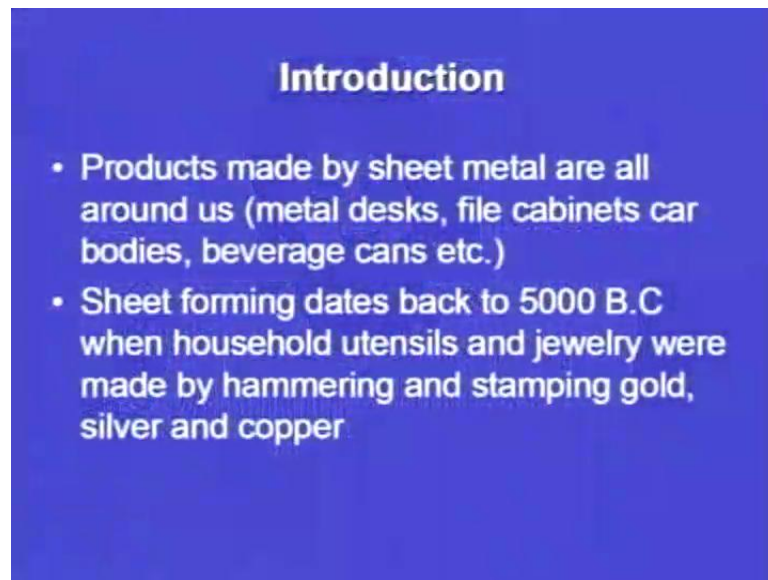 Introduction
• Products made by sheet metal are all
around us (metal desks, file cabinets car
bodies, beverage cans etc.)
• Sheet forming dates back to 5000 B.C
when household utensils and jewelry were
made by hammering and stamping gold,
silver and copper